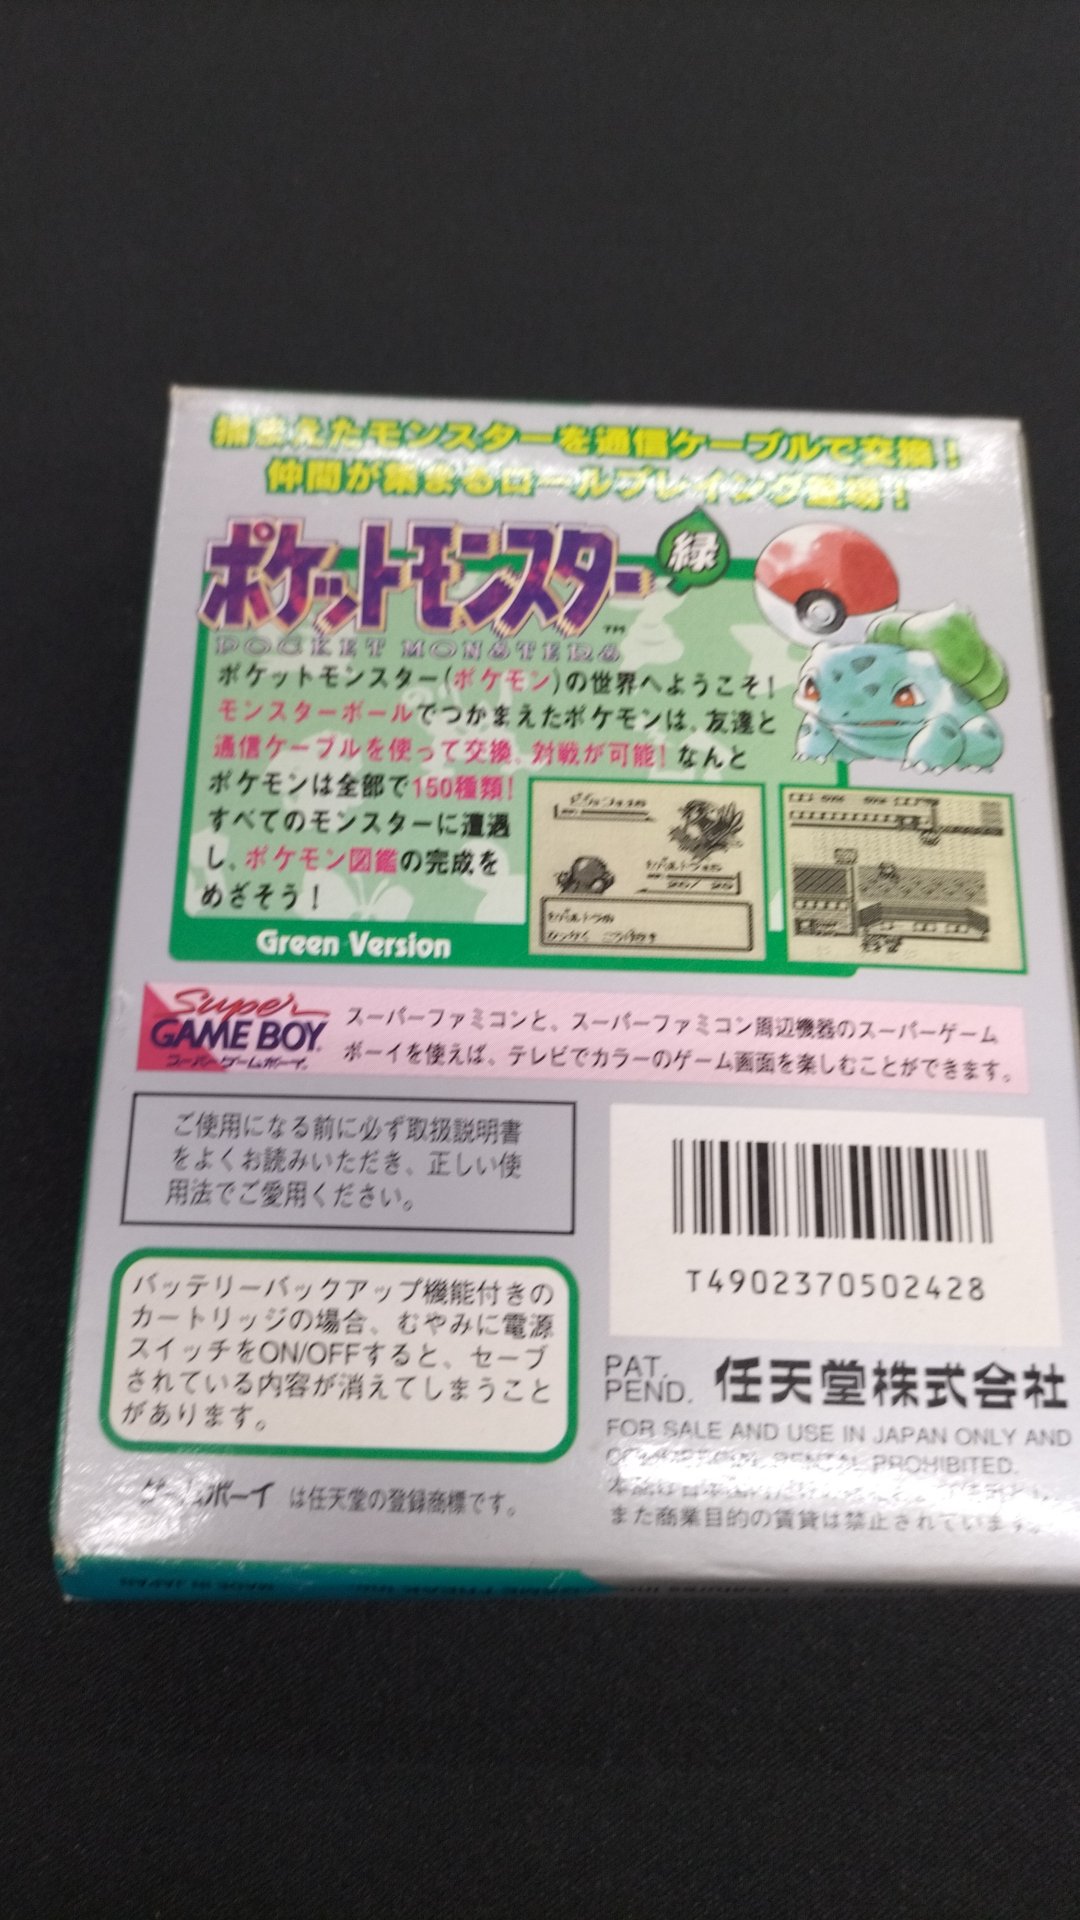 捕まえたモンスターを通信ケーブルで交換！
仲間が集まるロールプレイング登場！
ポケットモンスター 緑
TM
POCKET MONSTERS
ポケットモンスター(ポケモン)の世界へようこそ！
モンスターボールでつかまえたポケモンは、友達と
通信ケーブルを使って交換、対戦が可能！なんと
ポケモンは全部で150種類！
すべてのモンスターに遭遇
し、ポケモン図鑑の完成を
めざそう！
Green Version
Super
GAME BOY
スーパーゲームボーイ
スーパーファミコンと、スーパーファミコン周辺機器のスーパーゲーム
ボーイを使えば、テレビでカラーのゲーム画面を楽しむことができます。
ご使用になる前に必ず取扱説明書
をよくお読みいただき、正しい使
用法でご愛用ください。
T4902370502428
バッテリーバックアップ機能付きの
カートリッジの場合、むやみに電源
スイッチをON/OFFすると、セーブ
されている内容が消えてしまうこと
があります。
PAT.
PEND.
任天堂株式会社
FOR SALE AND USE IN JAPAN ONLY AND
COMMERCIAL RENTAL PROHIBITED.
また商業目的の賃貸は禁止されています。
ゲームボーイ は任天堂の登録商標です。
MADE IN JAPAN